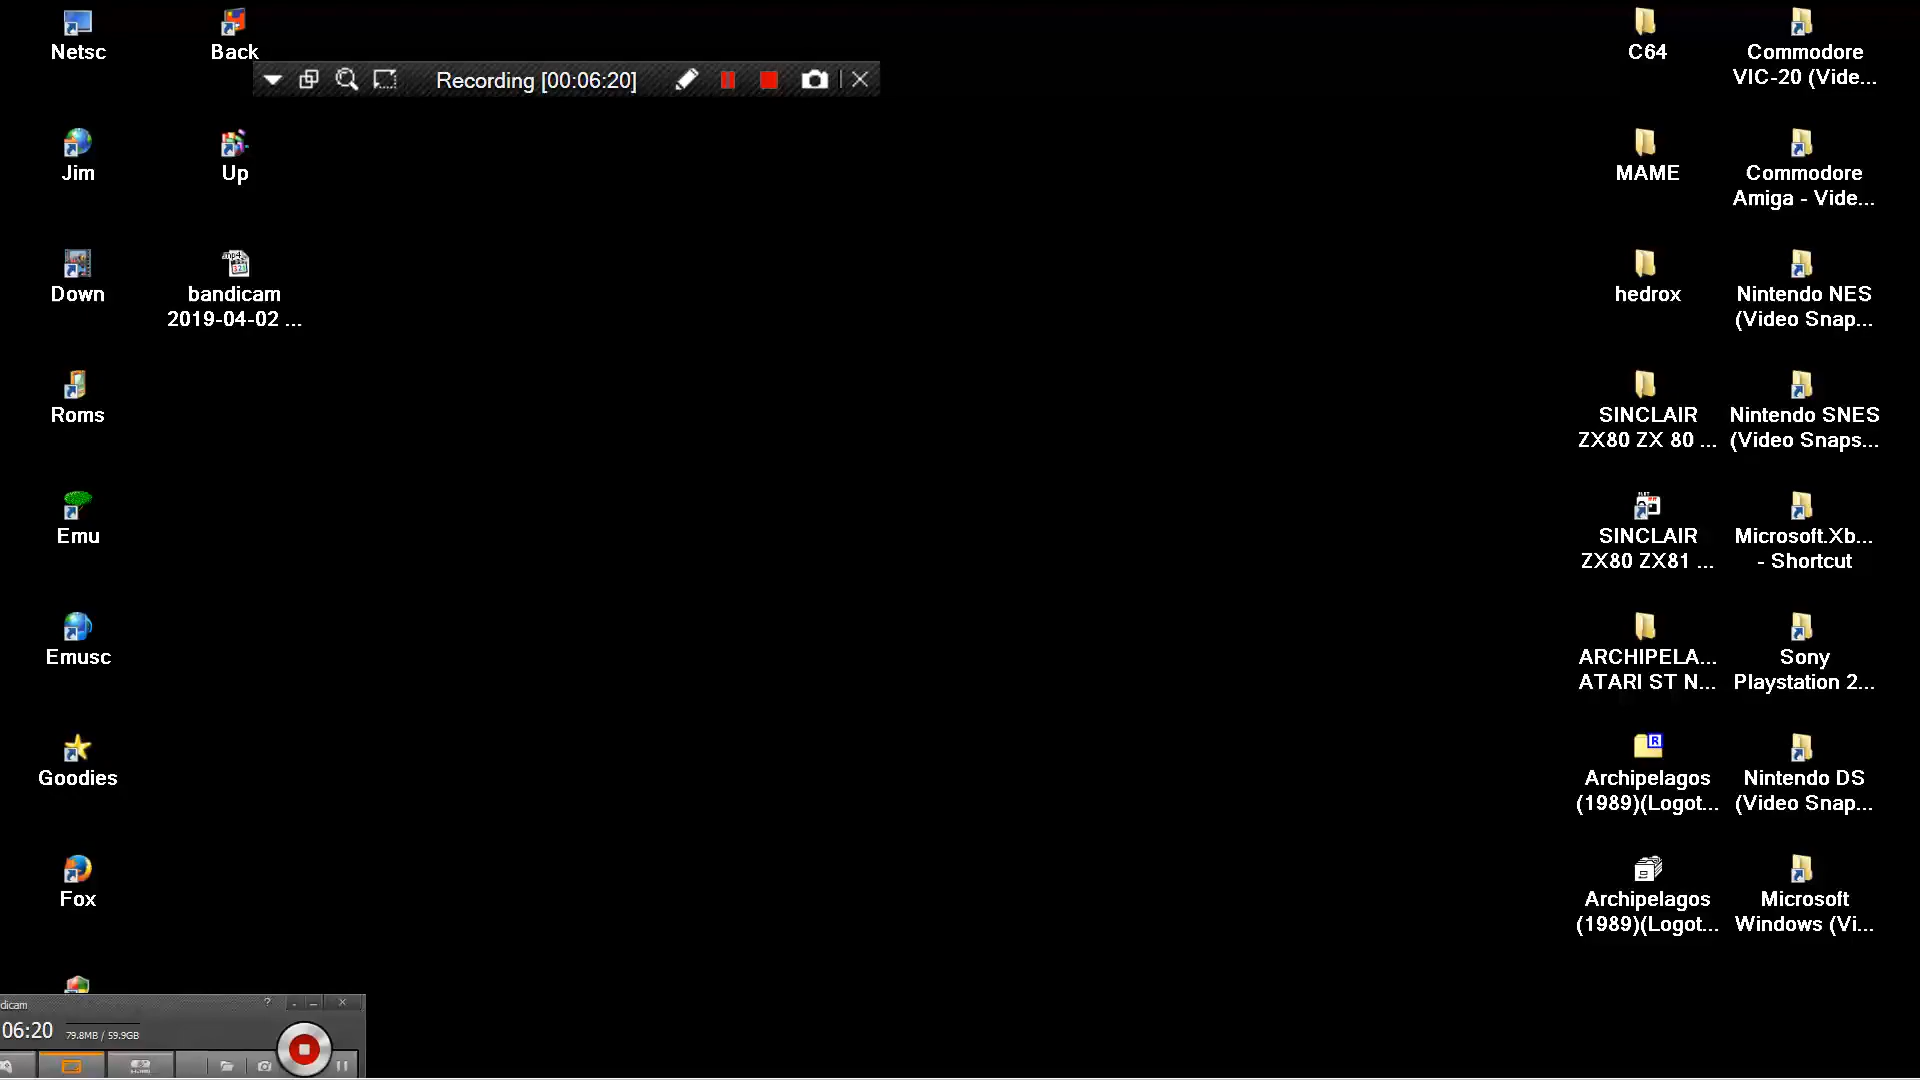 Netsc
Back
Recording [00:06:20]
C64
Commodore
VIC-20 (Vide...
Jim
Up
MAME
Commodore
Amiga - Vide...
Down
bandicam
2019-04-02 ...
hedrox
Nintendo NES
(Video Snap...
Roms
SINCLAIR
ZX80 ZX 80 ...
Nintendo SNES
(Video Snaps...
Emu
SINCLAIR
ZX80 ZX81 ...
Microsoft.Xb...
- Shortcut
Emusc
ARCHIPELA...
ATARI ST N...
Sony
Playstation 2...
Goodies
Archipelagos
(1989)(Logot...
Nintendo DS
(Video Snap...
Fox
Archipelagos
(1989)(Logot...
Microsoft
Windows (Vi...
dicam
06:20
79.8MB / 59.9GB